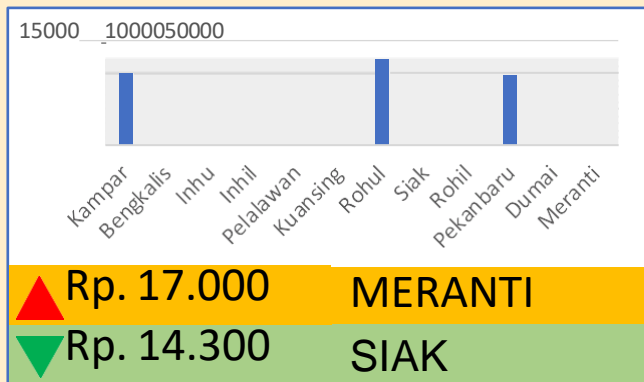 15000 1000050000
Kampar
Bengkalis
Inhu
Inhil
Pelalawan
Kuansing
Rohul
Siak
Rohil
Pekanbaru
Dumai
Meranti
Rp. 17.000 MERANTI
Rp. 14.300 SIAK